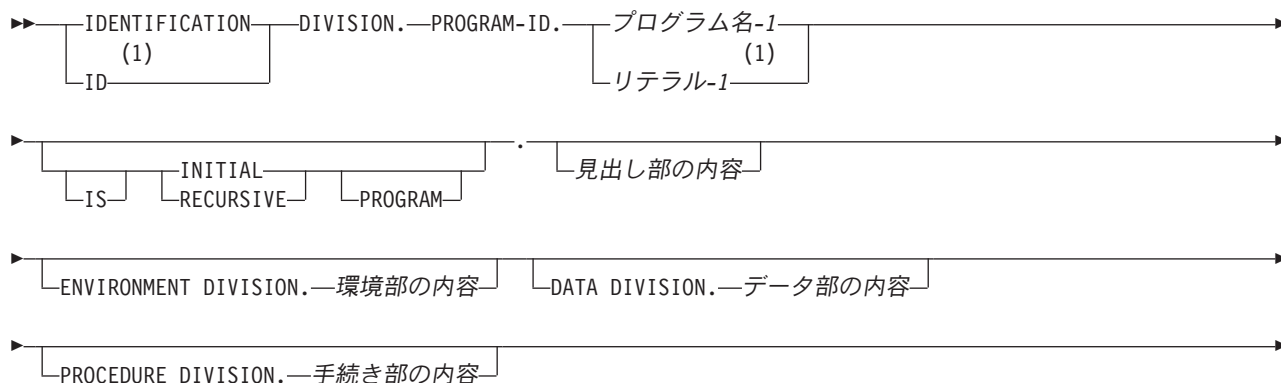 IDENTIFICATION DIVISION. PROGRAM-ID. プログラム名-1
(1) (1)
ID リテラル-1
.
INITIAL 見出し部の内容
IS RECURSIVE PROGRAM
ENVIRONMENT DIVISION. 環境部の内容 DATA DIVISION. データ部の内容
PROCEDURE DIVISION. 手続き部の内容